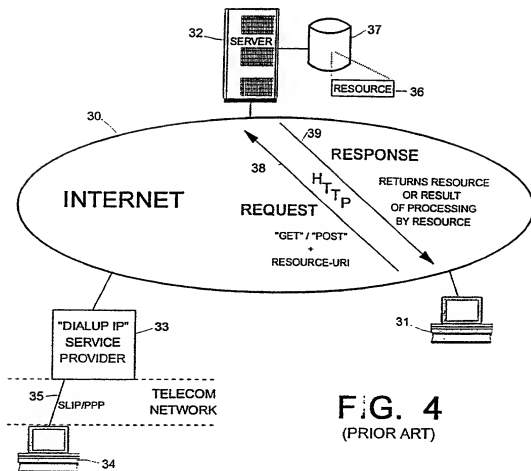 32
SERVER
37
RESOURCE
36
30.
39
38
RESPONSE
HTTP
INTERNET
RETURNS RESOURCE
OR RESULT
OF PROCESSING
BY RESOURCE
REQUEST
"GET" / "POST"
+
RESOURCE-URI
"DIALUP IP"
SERVICE
PROVIDER
33
31.
35
SLIP/PPP
TELECOM
NETWORK
34
FIG. 4
(PRIOR ART)